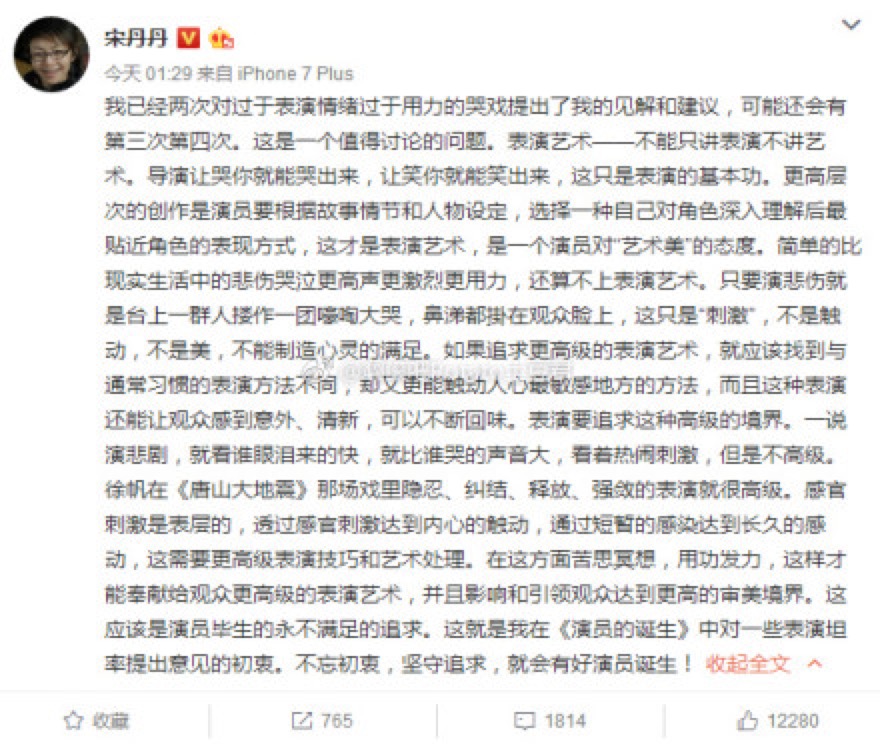 宋丹丹
今天 01:29 来自 iPhone 7 Plus
我已经两次对过于表演情绪过于用力的哭戏提出了我的见解和建议，可能还会有
第三次第四次。这是一个值得讨论的问题。表演艺术——不能只讲表演不讲艺
术。导演让哭你就能哭出来，让笑你就能笑出来，这只是表演的基本功。更高层
次的创作是演员要根据故事情节和人物设定，选择一种自己对角色深入理解后最
贴近角色的表现方式，这才是表演艺术，是一个演员对“艺术美”的态度。简单的比
现实生活中的悲伤哭泣更高声更激烈更用力，还算不上表演艺术。只要演悲伤就
是台上一群人搂作一团嚎啕大哭，鼻涕都掛在观众脸上，这只是“刺激”，不是触
动，不是美，不能制造心灵的满足。如果追求更高级的表演艺术，就应该找到与
通常习惯的表演方法不同，却又更能触动人心最敏感地方的方法，而且这种表演
还能让观众感到意外、清新，可以不断回味。表演要追求这种高级的境界。一说
演悲剧，就看谁眼泪来的快，就比谁哭的声音大，看着热闹刺激，但是不高级。
徐帆在《唐山大地震》那场戏里隐忍、纠结、释放、强敛的表演就很高级。感官
刺激是表层的，透过感官刺激达到内心的触动，通过短暂的感染达到长久的感
动，这需要更高级表演技巧和艺术处理。在这方面苦思冥想，用功发力，这样才
能奉献给观众更高级的表演艺术，并且影响和引领观众达到更高的审美境界。这
应该是演员毕生的永不满足的追求。这就是我在《演员的诞生》中对一些表演坦
率提出意见的初衷。不忘初衷，坚守追求，就会有好演员诞生！ 收起全文
收藏 765 1814 12280